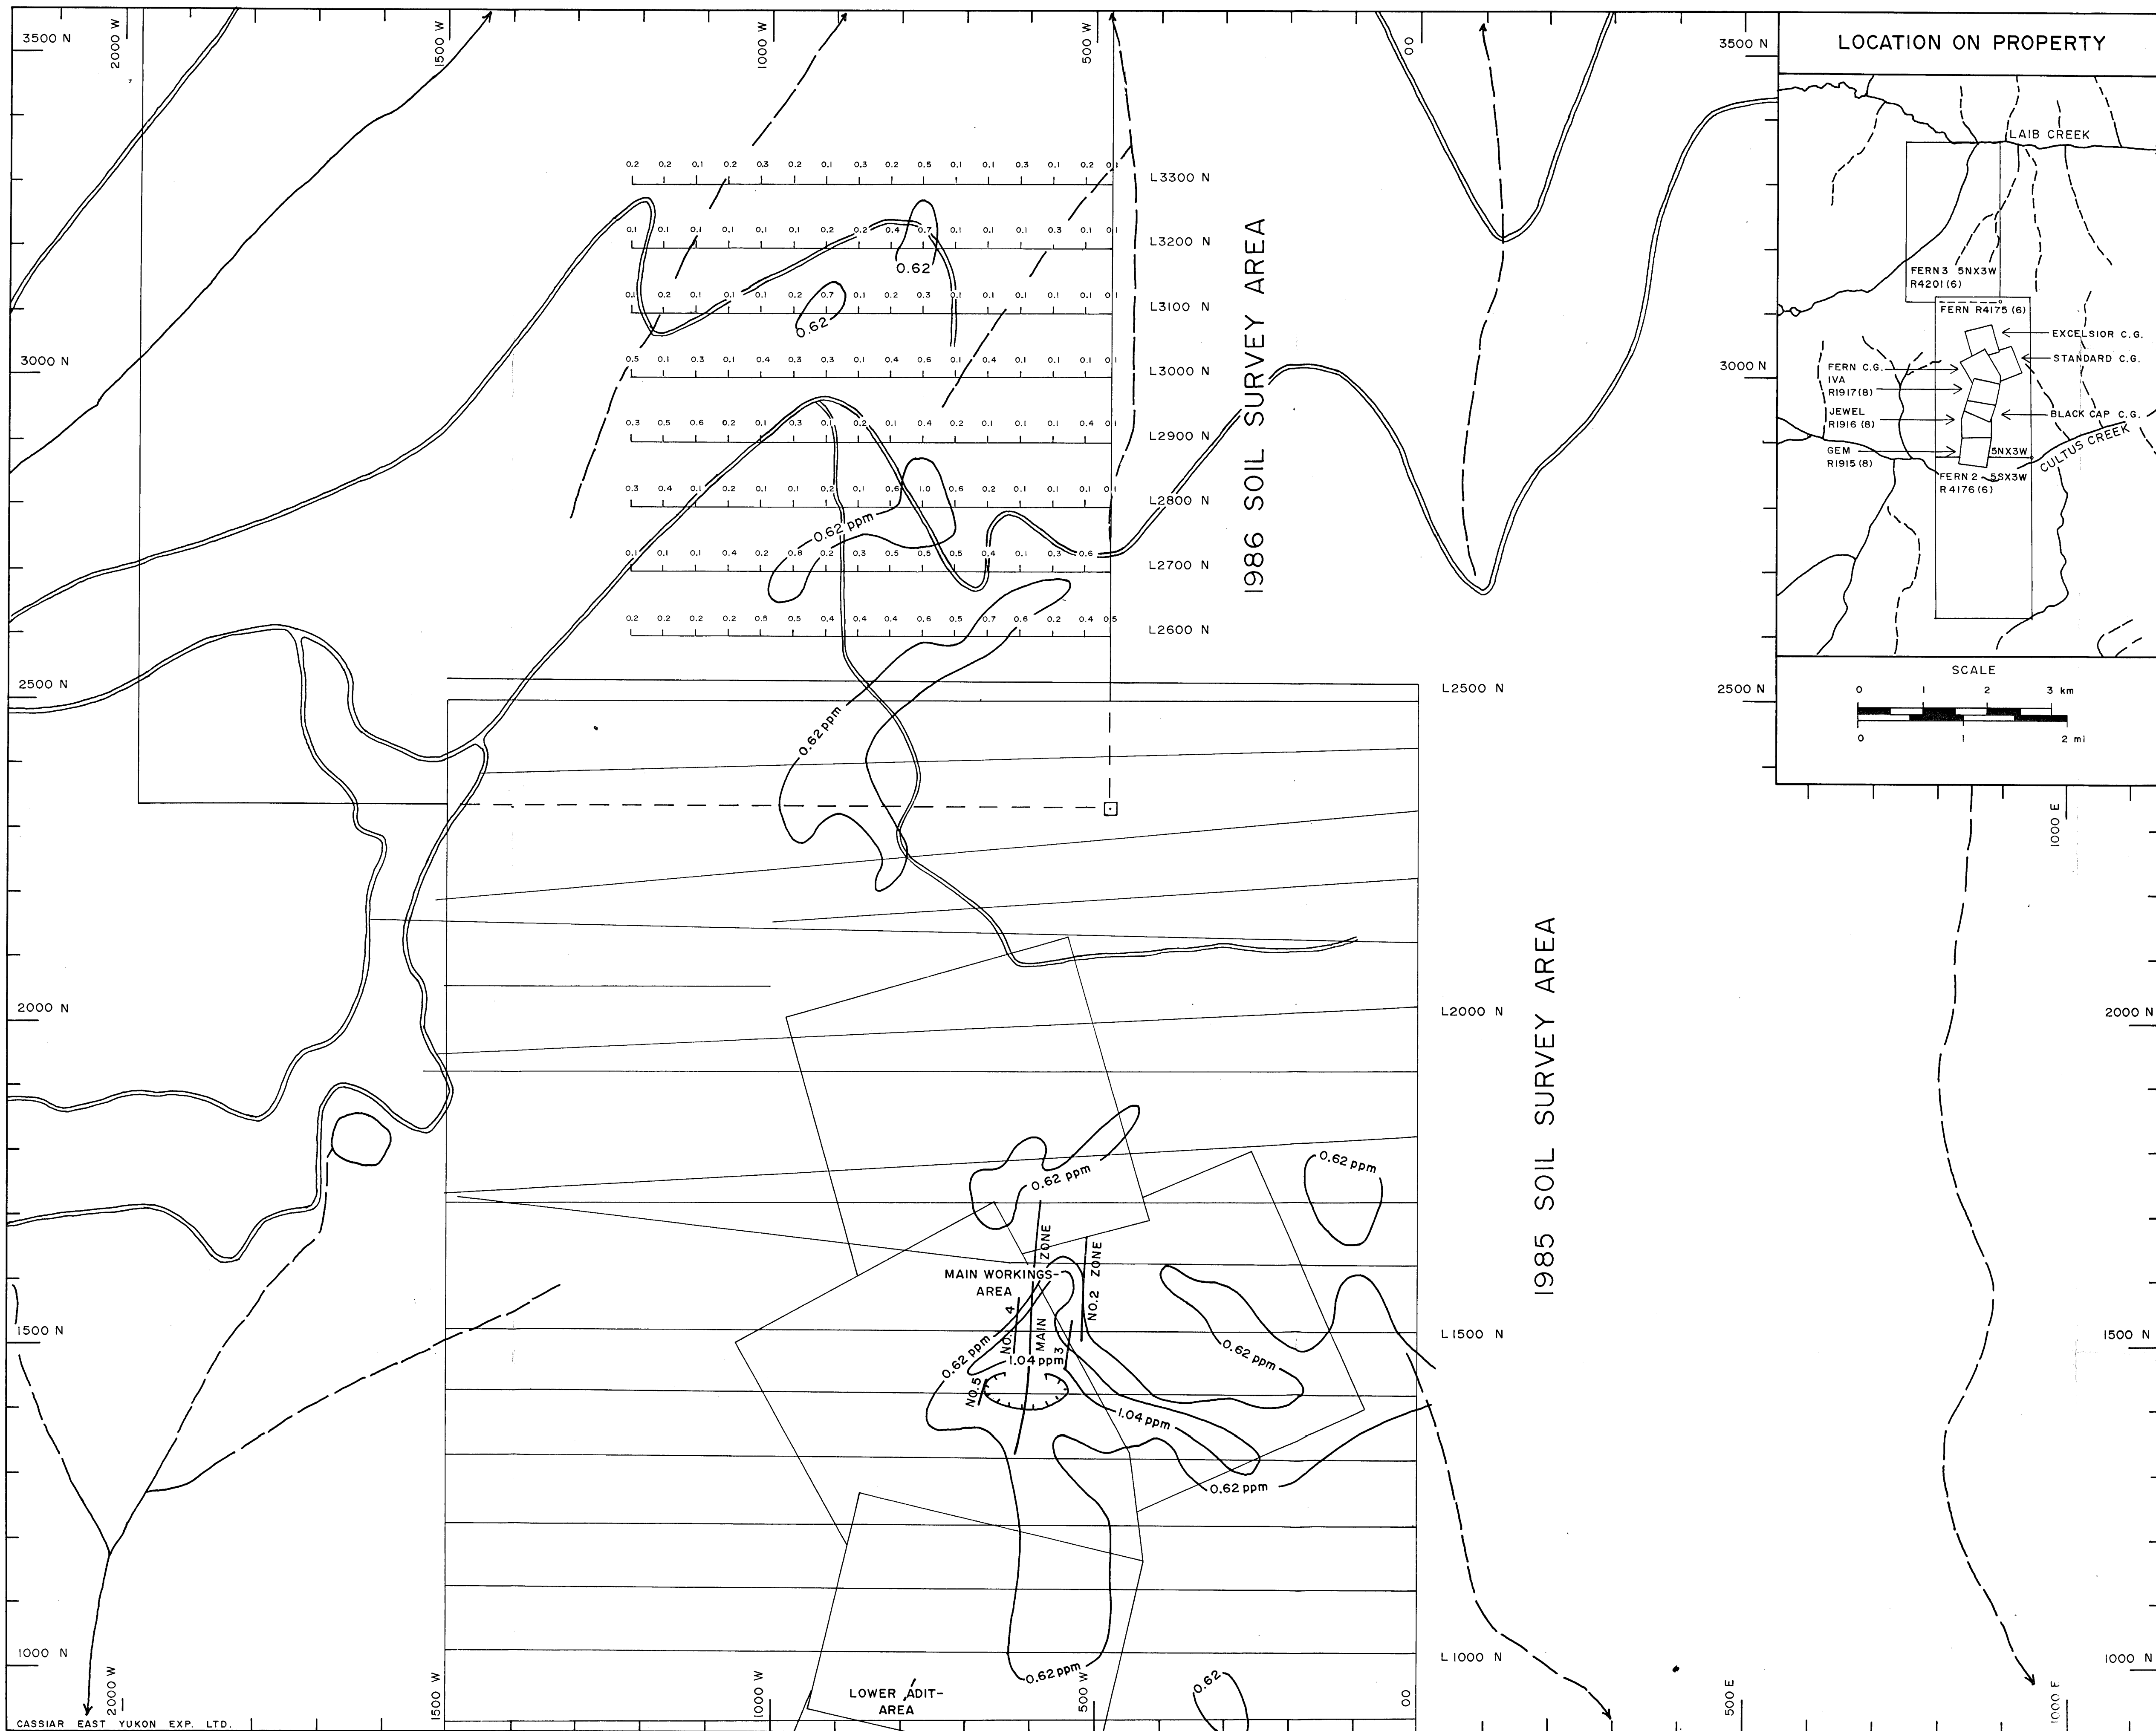 3500 N
2000 W
1500 W
1000 W
500 W
00
3500 N
LOCATION ON PROPERTY
LAIB CREEK
FERN 3 5NX3W
R4201 (6)
FERN R4175 (6)
EXCELSIOR C.G.
STANDARD C.G.
FERN C.G.
IVA
R1917 (8)
JEWEL
R1916 (8)
BLACK CAP C.G.
GEM
R1915 (8)
5NX3W
CULTUS CREEK
FERN 2 - 5SX3W
R4176 (6)
SCALE
0 1 2 3 km
0 1 2 mi
0.2 0.2 0.1 0.2 0.3 0.2 0.1 0.3 0.2 0.5 0.1 0.1 0.3 0.1 0.2 0.1
L3300 N
0.1 0.1 0.1 0.1 0.1 0.1 0.2 0.2 0.4 0.7 0.1 0.1 0.1 0.3 0.1 0.1
L3200 N
0.62
0.1 0.2 0.1 0.1 0.1 0.2 0.7 0.1 0.2 0.3 0.1 0.1 0.1 0.1 0.1 0.1
L3100 N
0.62
3000 N
0.5 0.1 0.3 0.1 0.4 0.3 0.3 0.1 0.4 0.6 0.1 0.4 0.1 0.1 0.4 0.1
L3000 N
3000 N
0.3 0.5 0.6 0.2 0.1 0.3 0.1 0.2 0.1 0.4 0.2 0.1 0.1 0.1 0.4 0.1
L2900 N
0.3 0.4 0.1 0.2 0.1 0.1 0.2 0.1 0.6 1.0 0.6 0.2 0.1 0.1 0.1 0.1
L2800 N
0.62 ppm
0.1 0.1 0.1 0.4 0.2 0.8 0.2 0.3 0.5 0.5 0.5 0.4 0.1 0.3 0.6
L2700 N
0.2 0.2 0.2 0.2 0.5 0.5 0.4 0.4 0.4 0.6 0.5 0.7 0.6 0.2 0.4 0.5
L2600 N
1986 SOIL SURVEY AREA
2500 N
L2500 N
2500 N
0.62 ppm
1000 E
2000 N
L2000 N
2000 N
1985 SOIL SURVEY AREA
0.62 ppm
0.62 ppm
MAIN WORKINGS-
AREA
ZONE
NO.2 ZONE
NO. 4
MAIN
3
NO.5
1500 N
L1500 N
1500 N
0.62 ppm
1.04 ppm
0.62 ppm
1.04 ppm
0.62 ppm
1000 N
L1000 N
1000 N
0.62 ppm
0.62
LOWER ADIT-
AREA
2000 W
1500 W
1000 W
500 W
00
500 E
1000 E
CASSIAR EAST YUKON EXP. LTD.